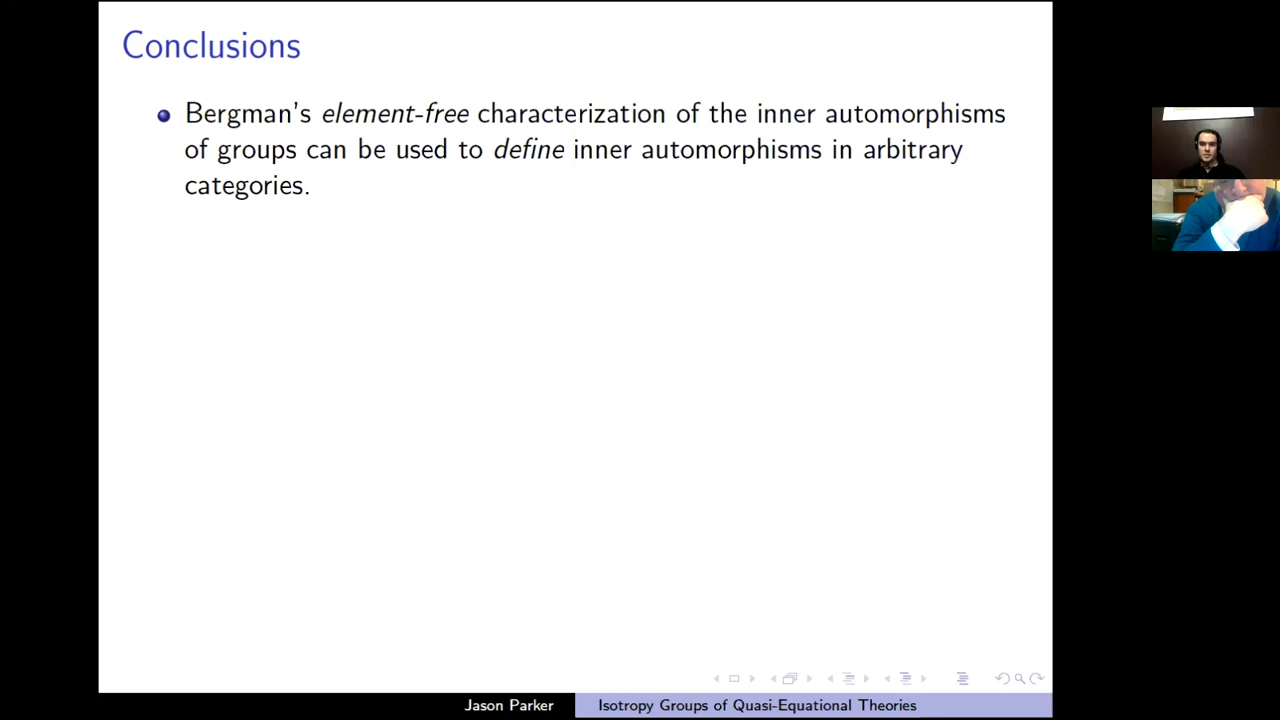 Conclusions
Bergman's element-free characterization of the inner automorphisms
of groups can be used to define inner automorphisms in arbitrary
categories.
Jason Parker
Isotropy Groups of Quasi-Equational Theories